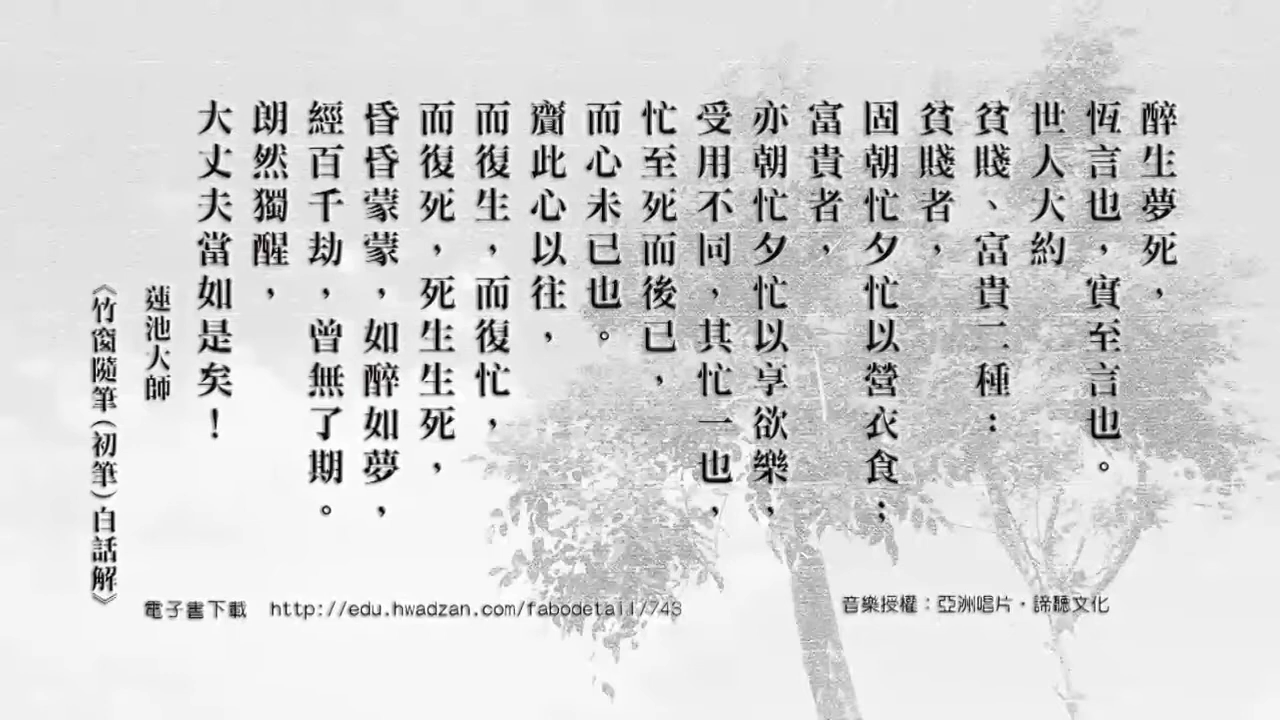 醉生夢死，
恆言也，實至言也。
世人大約
貧賤、富貴二種：
貧賤者，
固朝忙夕忙以營衣食；
富貴者，
亦朝忙夕忙以享欲樂，
受用不同，其忙一也，
忙至死而後已，
而心未已也。
齎此心以往，
而復生，而復忙，
而復死，死生生死，
昏昏蒙蒙，如醉如夢，
經百千劫，曾無了期。
朗然獨醒，
大丈夫當如是矣！
蓮池大師
《竹窗隨筆(初筆)白話解》
電子書下載 http://edu.hwadzan.com/fabodetail/743
音樂授權：亞洲唱片・諦聽文化